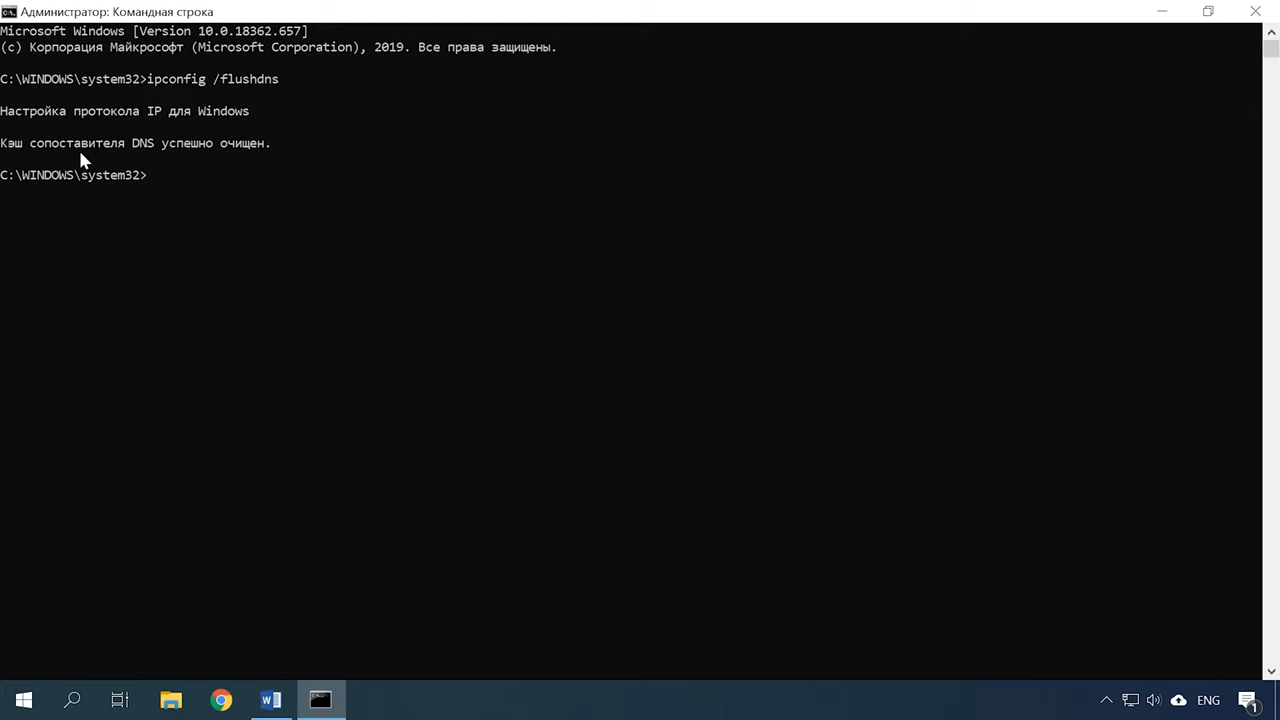 Администратор: Командная строка
Microsoft Windows [Version 10.0.18362.657]
(c) Корпорация Майкрософт (Microsoft Corporation), 2019. Все права защищены.
C:\WINDOWS\system32>ipconfig /flushdns
Настройка протокола IP для Windows
Кэш сопоставителя DNS успешно очищен.
C:\WINDOWS\system32>
ENG
1